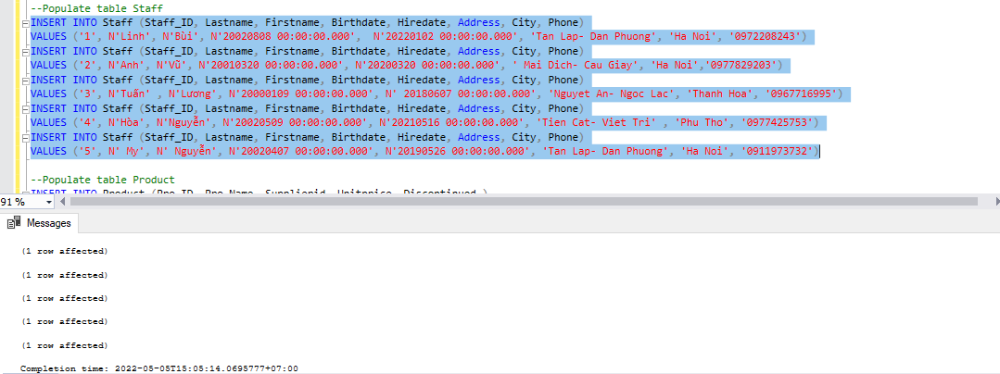 --Populate table Staff
INSERT INTO Staff (Staff_ID, Lastname, Firstname, Birthdate, Hiredate, Address, City, Phone)
VALUES ('1', N'Linh', N'Bùi', N'20020808 00:00:00.000',  N'20220102 00:00:00.000', 'Tan Lap- Dan Phuong', 'Ha Noi', '0972208243')
INSERT INTO Staff (Staff_ID, Lastname, Firstname, Birthdate, Hiredate, Address, City, Phone)
VALUES ('2', N'Anh', N'Vũ', N'20010320 00:00:00.000', N'20200320 00:00:00.000', ' Mai Dich- Cau Giay', 'Ha Noi','0977829203')
INSERT INTO Staff (Staff_ID, Lastname, Firstname, Birthdate, Hiredate, Address, City, Phone)
VALUES ('3', N'Tuấn' , N'Lương', N'20000109 00:00:00.000', N' 20180607 00:00:00.000', 'Nguyet An- Ngoc Lac', 'Thanh Hoa', '0967716995')
INSERT INTO Staff (Staff_ID, Lastname, Firstname, Birthdate, Hiredate, Address, City, Phone)
VALUES ('4', N'Hòa', N'Nguyễn', N'20020509 00:00:00.000', N'20210516 00:00:00.000', 'Tien Cat- Viet Tri' , 'Phu Tho', '0977425753')
INSERT INTO Staff (Staff_ID, Lastname, Firstname, Birthdate, Hiredate, Address, City, Phone)
VALUES ('5', N' My', N' Nguyễn', N'20020407 00:00:00.000', N'20190526 00:00:00.000', 'Tan Lap- Dan Phuong', 'Ha Noi', '0911973732')
--Populate table Product
INSERT INTO Product (Pro_ID, Pro_Name, Supplierid, Unitprice, Discontinued )
91 %
Messages
(1 row affected)
(1 row affected)
(1 row affected)
(1 row affected)
(1 row affected)
Completion time: 2022-05-05T15:05:14.0695777+07:00